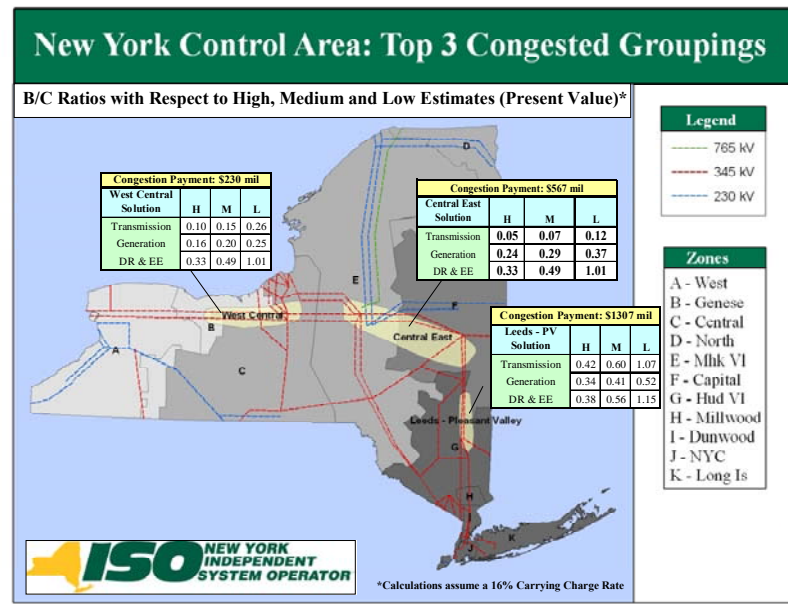 New York Control Area: Top 3 Congested Groupings
B/C Ratios with Respect to High, Medium and Low Estimates (Present Value)*
Legend
765 kV
345 kV
230 kV
D
Congestion Payment: $230 mil
West Central Solution H M L
Transmission 0.10 0.15 0.26
Generation 0.16 0.20 0.25
DR & EE 0.33 0.49 1.01
Congestion Payment: $567 mil
Central East Solution H M L
Transmission 0.05 0.07 0.12
Generation 0.24 0.29 0.37
DR & EE 0.33 0.49 1.01
Zones
A - West
B - Genese
C - Central
D - North
E - Mhk Vl
F - Capital
G - Hud Vl
H - Millwood
I - Dunwood
J - NYC
K - Long Is
E
F
West Central
B
Central East
Congestion Payment: $1307 mil
Leeds - PV Solution H M L
Transmission 0.42 0.60 1.07
Generation 0.34 0.41 0.52
DR & EE 0.38 0.56 1.15
A
C
Leeds - Pleasant Valley
G
H
I
J
K
ISO NEW YORK
INDEPENDENT
SYSTEM OPERATOR
*Calculations assume a 16% Carrying Charge Rate